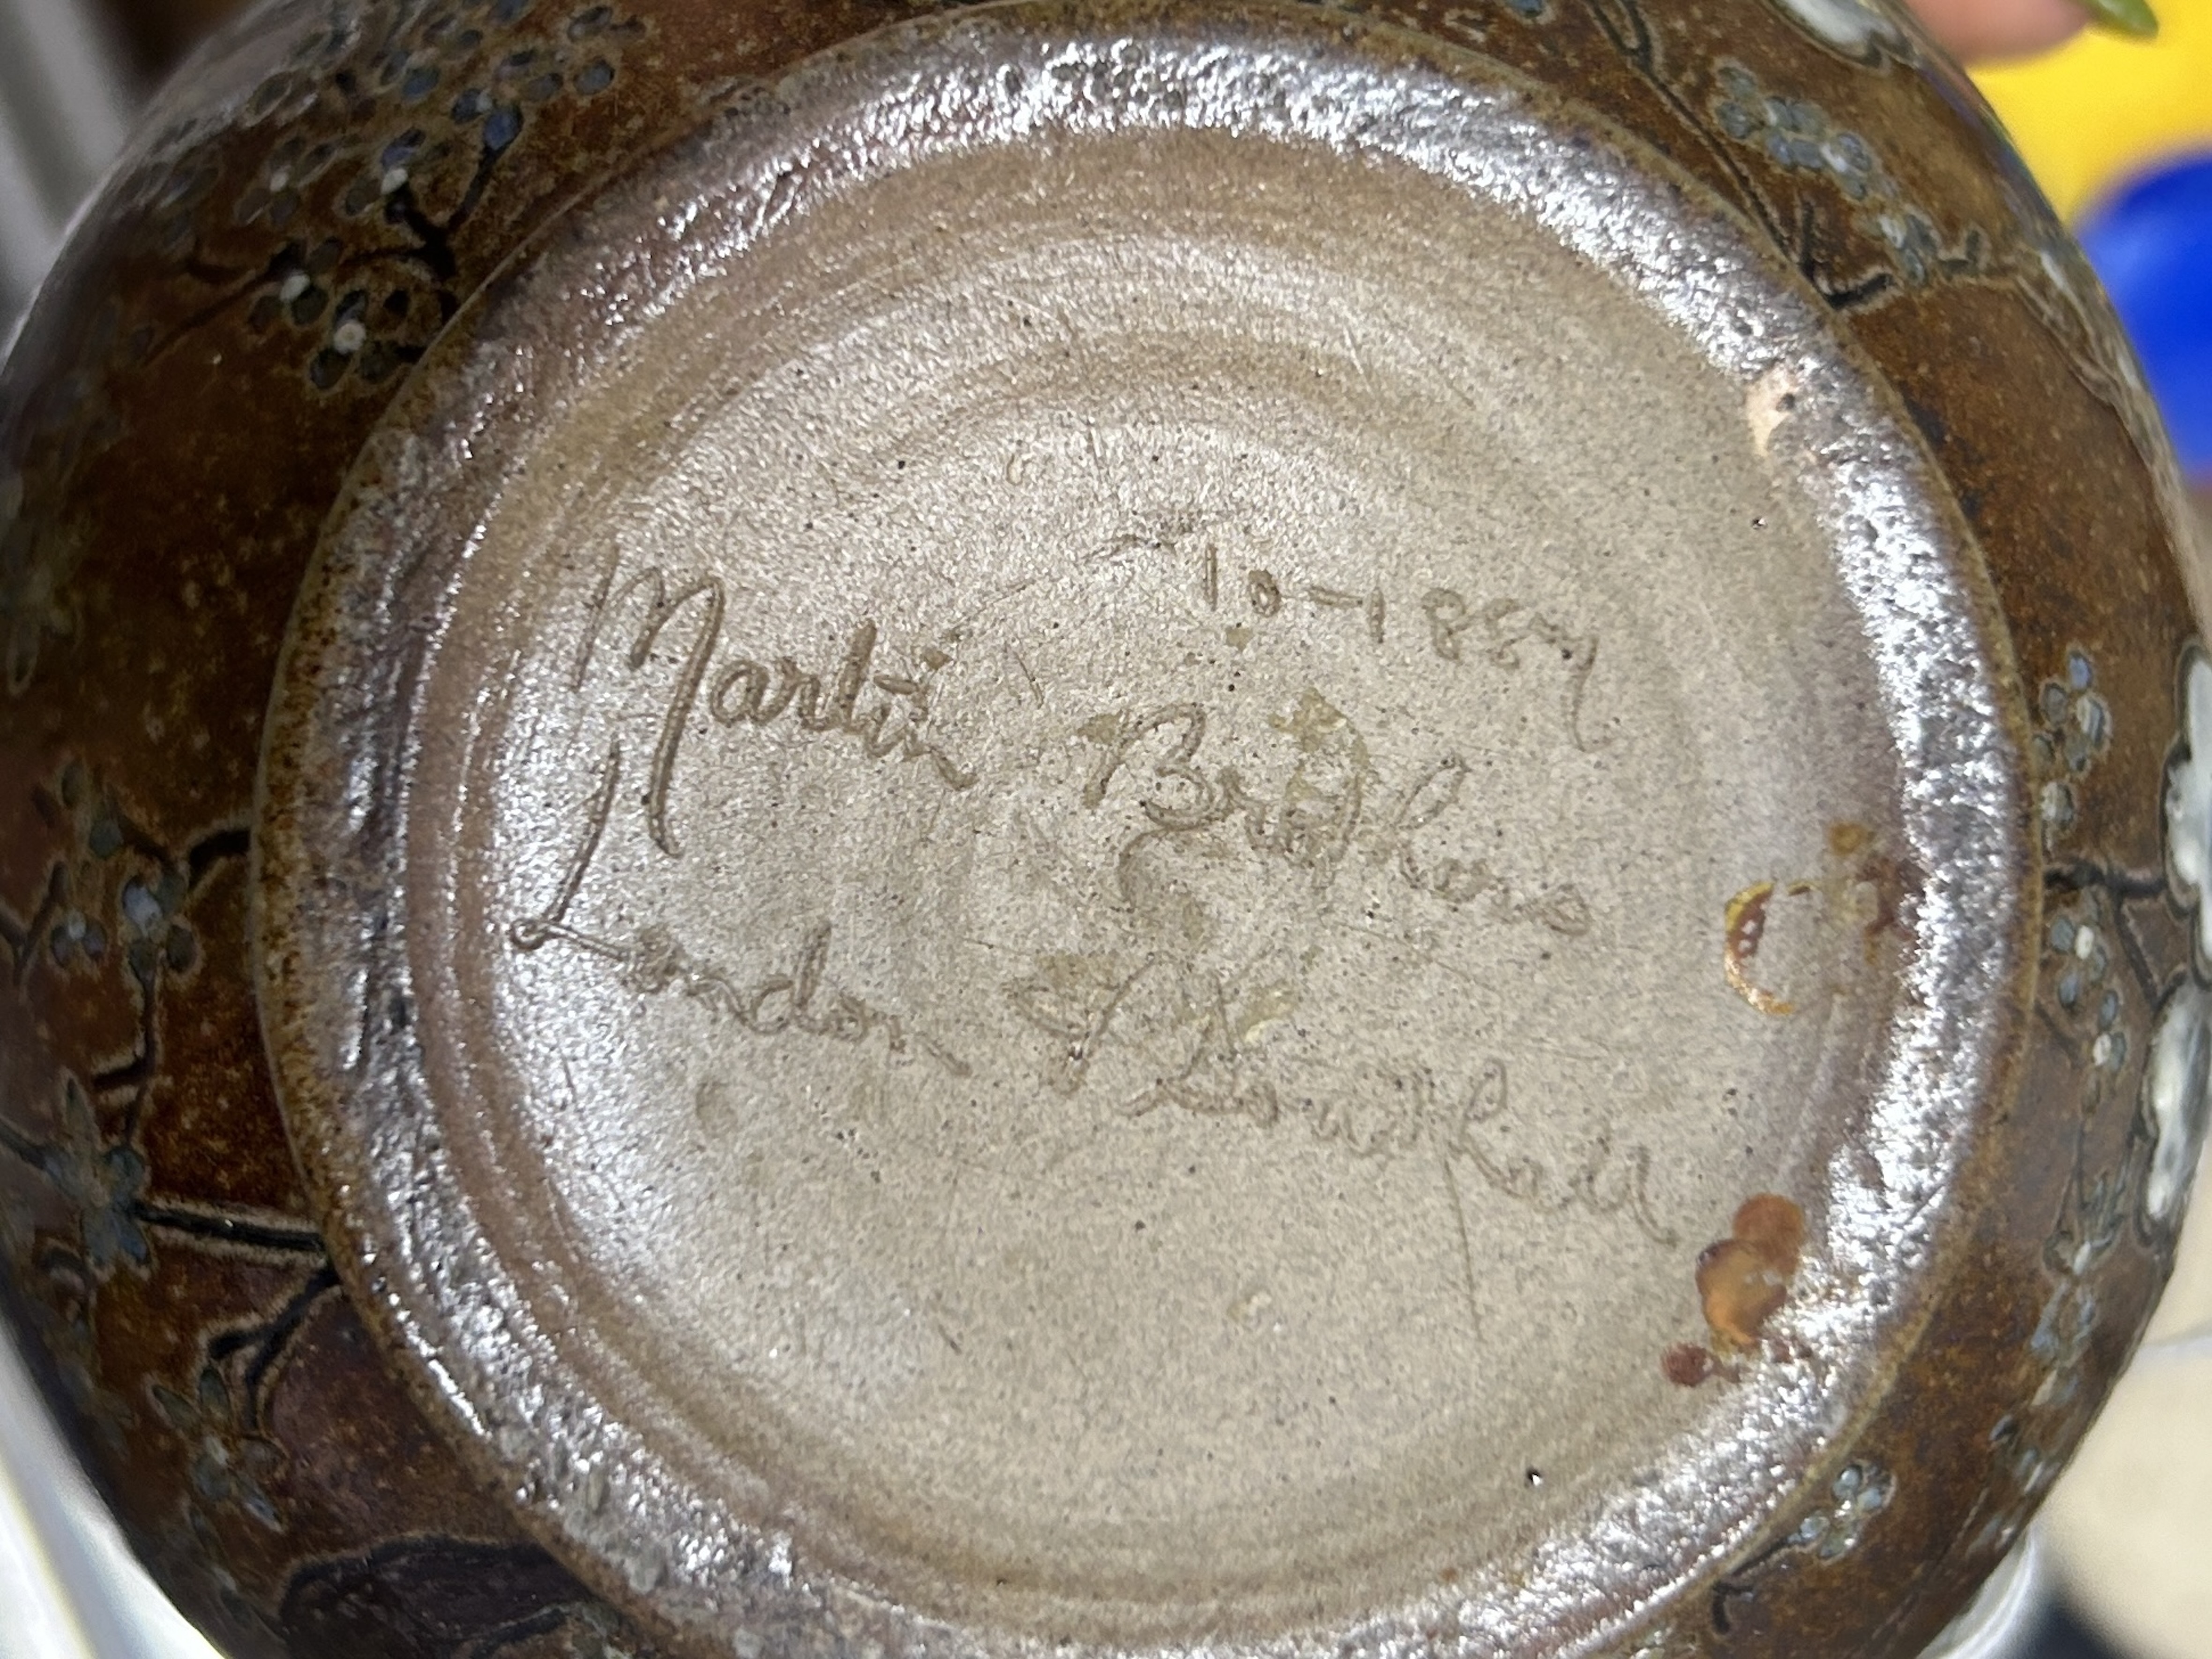 10-1887
Martin Brothers
London & Southall